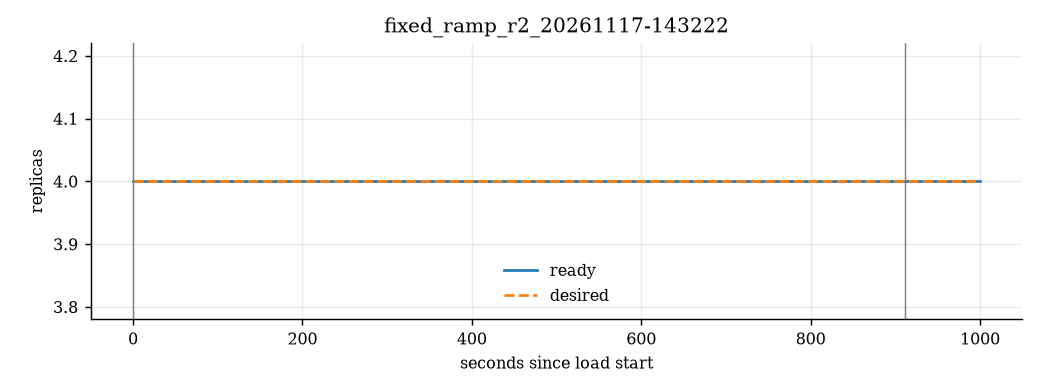 fixed_ramp_r2_20261117-143222
4.2
4.1
4.0
3.9
3.8
replicas
ready
desired
0 200 400 600 800 1000
seconds since load start